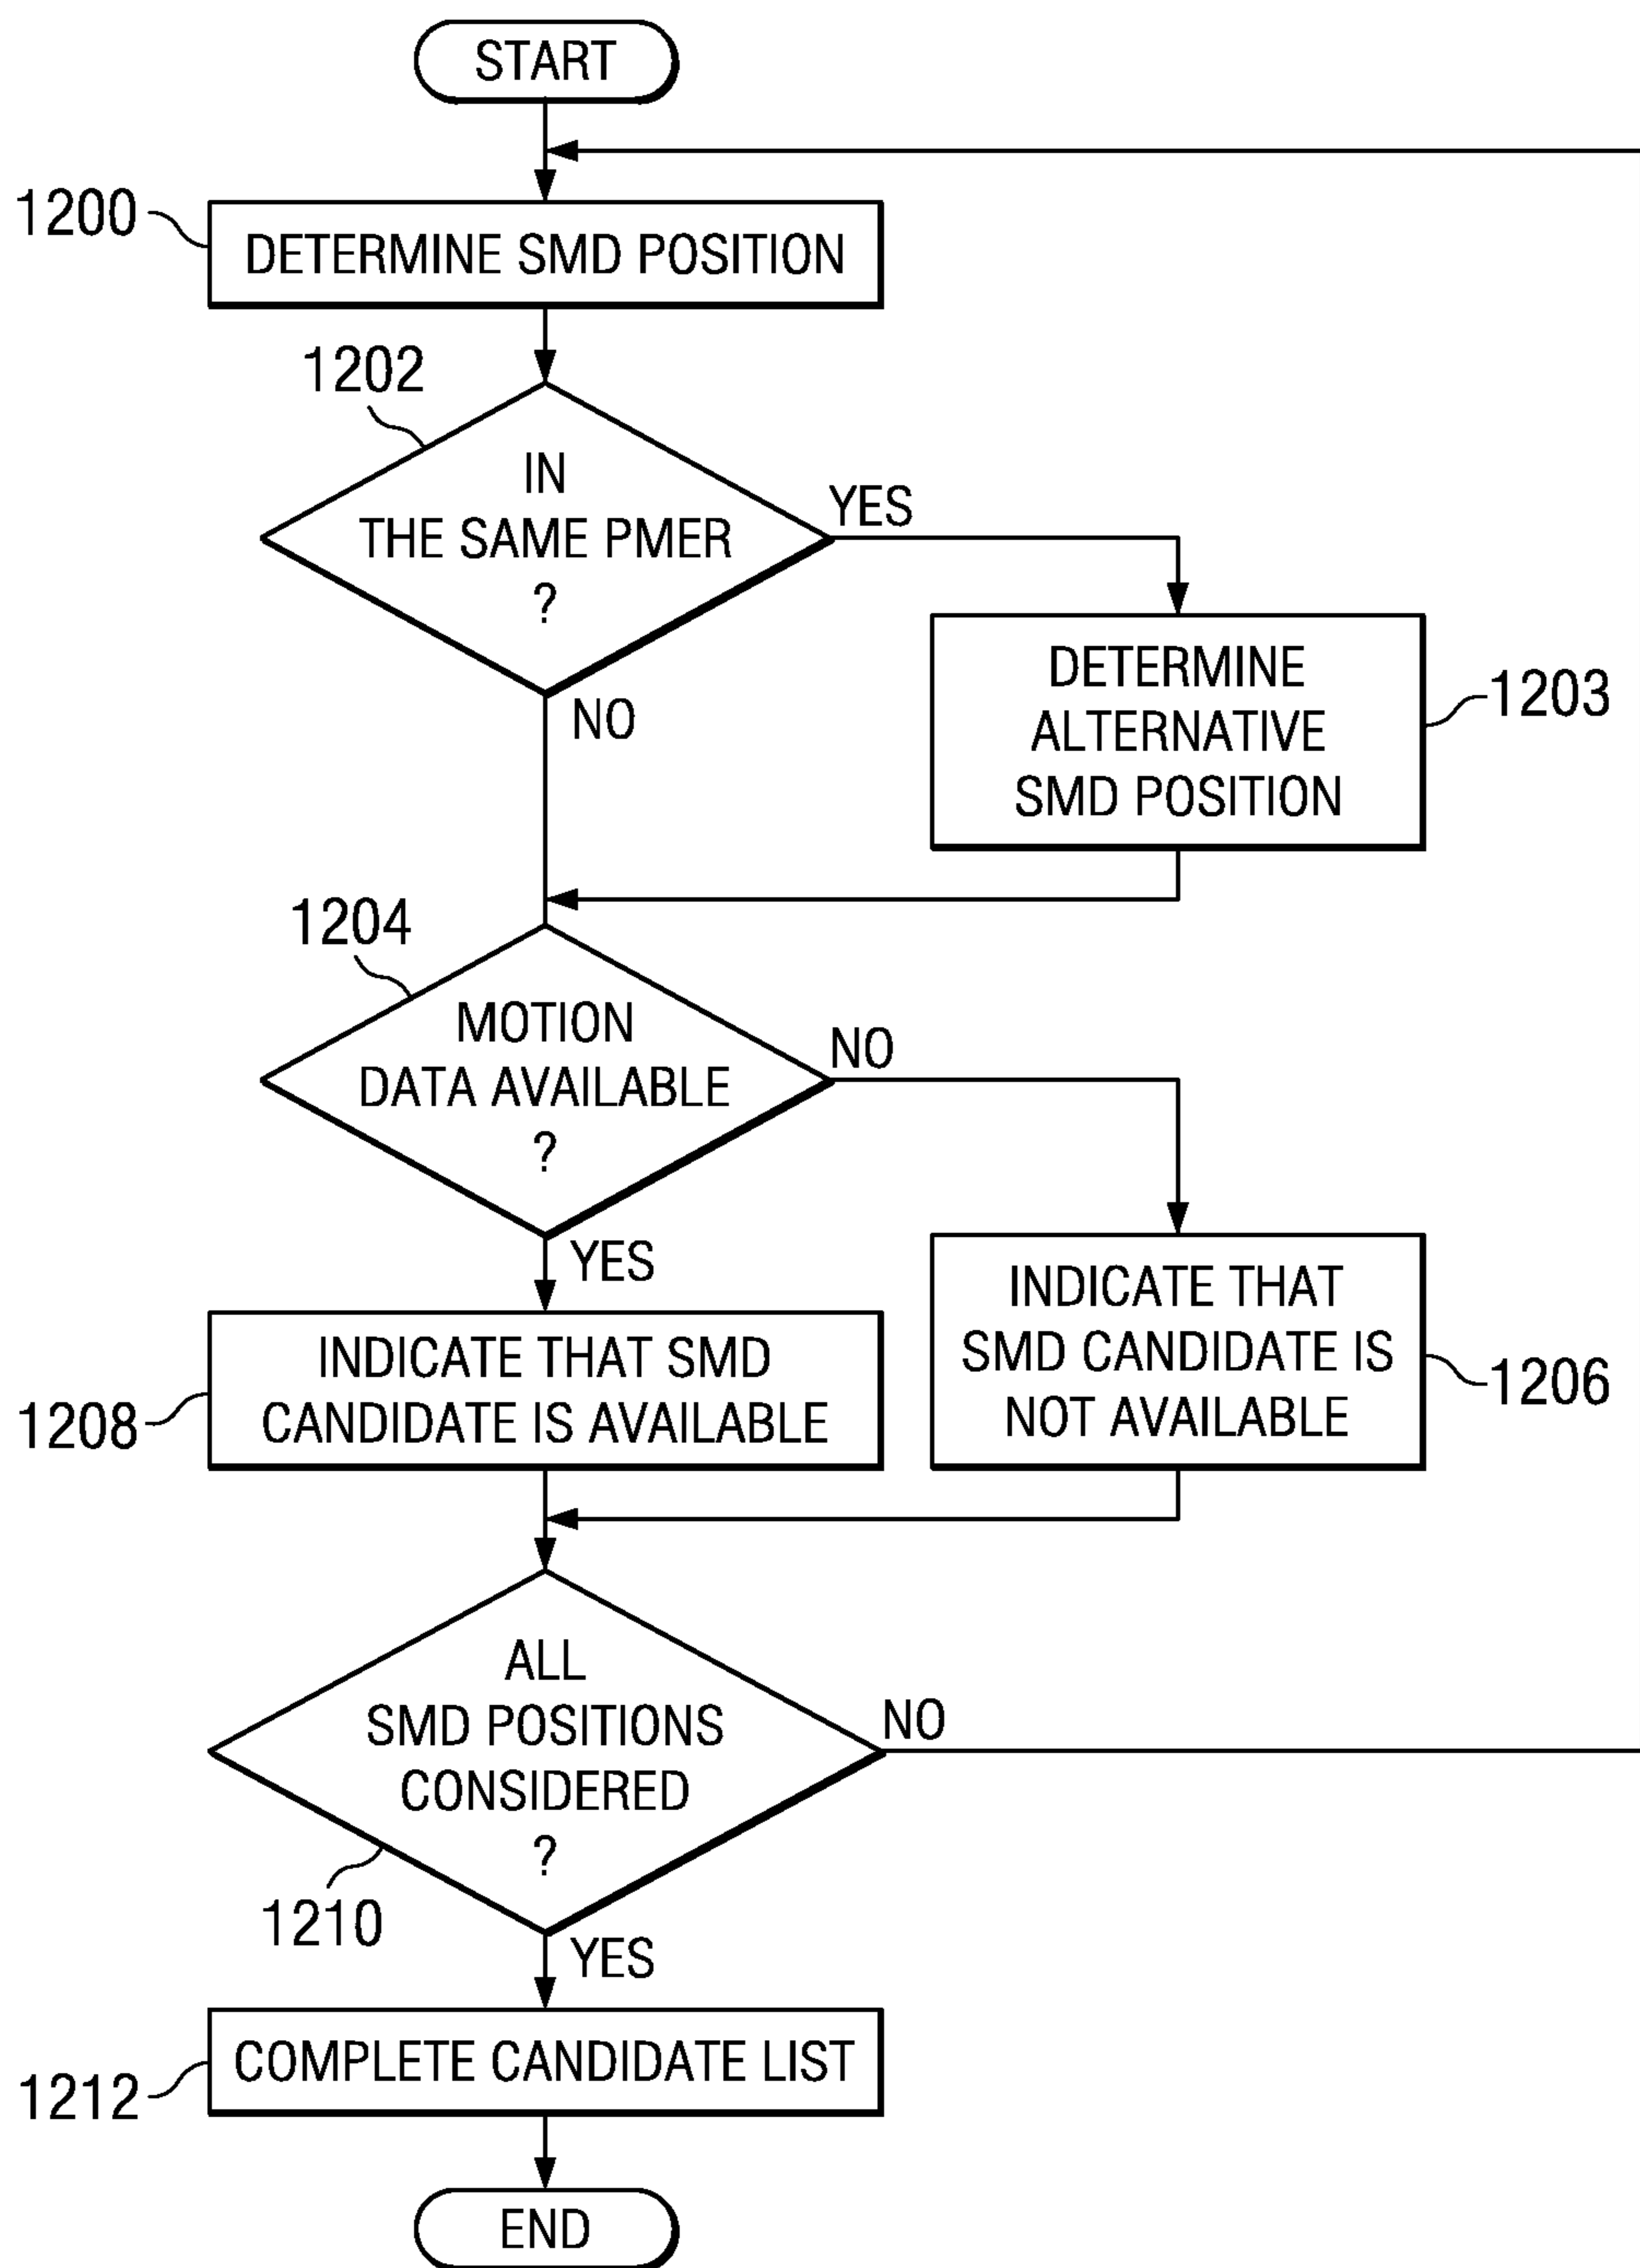 START
1200
DETERMINE SMD POSITION
1202
IN
THE SAME PMER
?
YES
NO
DETERMINE
ALTERNATIVE
SMD POSITION
1203
1204
MOTION
DATA AVAILABLE
?
NO
YES
INDICATE THAT
SMD CANDIDATE IS
NOT AVAILABLE
1206
INDICATE THAT SMD
CANDIDATE IS AVAILABLE
1208
ALL
SMD POSITIONS
CONSIDERED
?
NO
1210
YES
COMPLETE CANDIDATE LIST
1212
END